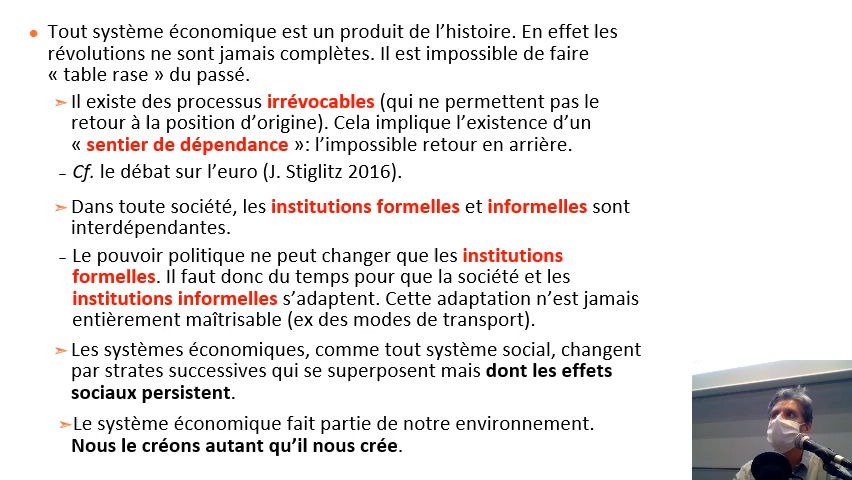 • Tout système économique est un produit de l’histoire. En effet les
révolutions ne sont jamais complètes. Il est impossible de faire
« table rase » du passé.
➣ Il existe des processus irrévocables (qui ne permettent pas le
retour à la position d’origine). Cela implique l’existence d’un
« sentier de dépendance »: l’impossible retour en arrière.
– Cf. le débat sur l’euro (J. Stiglitz 2016).
➣ Dans toute société, les institutions formelles et informelles sont
interdépendantes.
– Le pouvoir politique ne peut changer que les institutions
formelles. Il faut donc du temps pour que la société et les
institutions informelles s’adaptent. Cette adaptation n’est jamais
entièrement maîtrisable (ex des modes de transport).
➣ Les systèmes économiques, comme tout système social, changent
par strates successives qui se superposent mais dont les effets
sociaux persistent.
➣Le système économique fait partie de notre environnement.
Nous le créons autant qu’il nous crée.